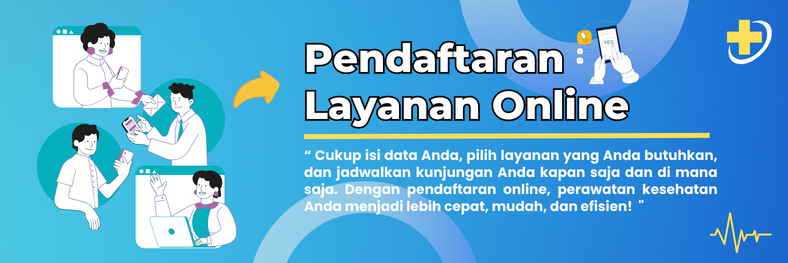 Pendaftaran
Layanan Online
YES
“ Cukup isi data Anda, pilih layanan yang Anda butuhkan,
dan jadwalkan kunjungan Anda kapan saja dan di mana
saja. Dengan pendaftaran online, perawatan kesehatan
Anda menjadi lebih cepat, mudah, dan efisien! "